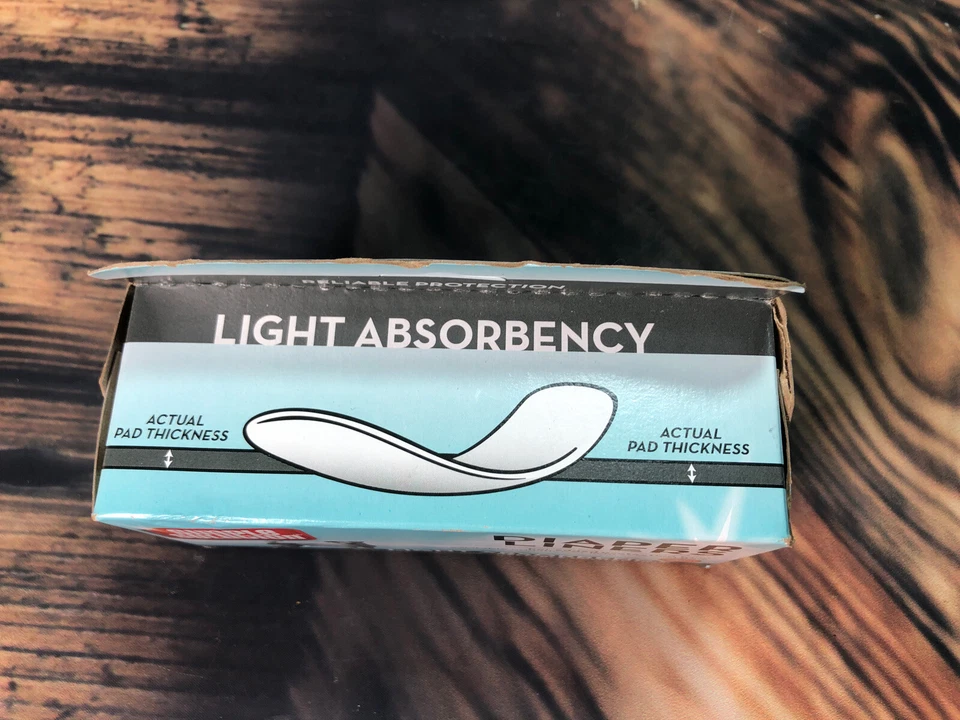 RELIABLE PROTECTION
LIGHT ABSORBENCY
ACTUAL
PAD THICKNESS
ACTUAL
PAD THICKNESS